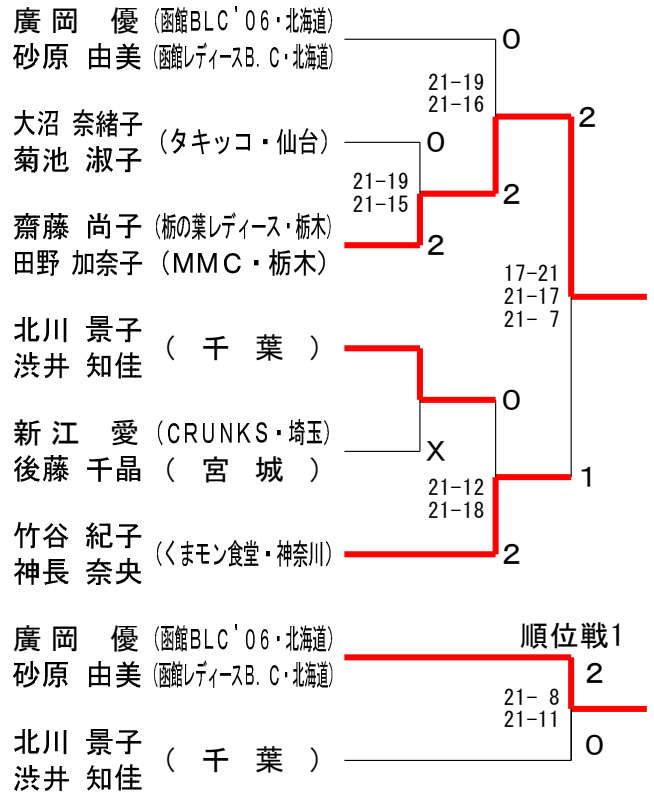 廣岡 優 (函館BLC'06・北海道)
砂原 由美 (函館レディースB.C・北海道)
0
21-19
21-16
2
大沼 奈緒子
菊池 淑子 (タキッコ・仙台)
0
21-19
21-15
2
齋藤 尚子 (栃の葉レディース・栃木)
田野 加奈子 (MMC・栃木)
2
17-21
21-17
21- 7
北川 景子
渋井 知佳 (千葉)
0
新江 愛 (CRUNKS・埼玉)
後藤 千晶 (宮城)
X
21-12
21-18
1
竹谷 紀子
神長 奈央 (くまモン食堂・神奈川)
2
順位戦1
廣岡 優 (函館BLC'06・北海道)
砂原 由美 (函館レディースB.C・北海道)
2
21- 8
21-11
北川 景子
渋井 知佳 (千葉)
0